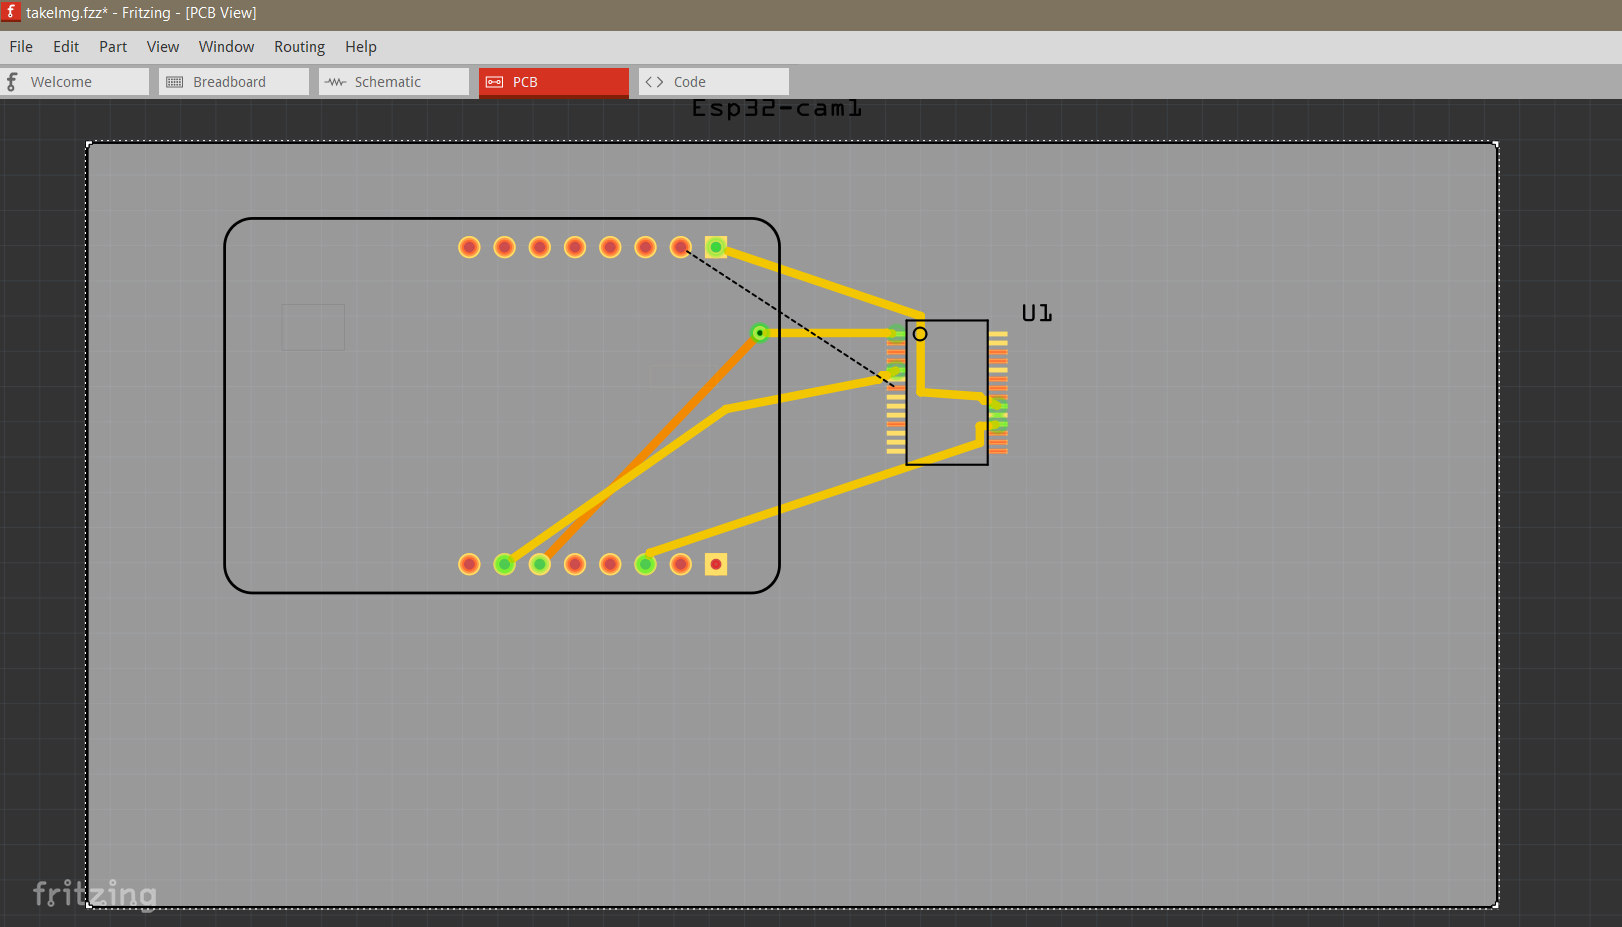 takeImg.fzz* - Fritzing - [PCB View]
File Edit Part View Window Routing Help
Welcome Breadboard Schematic PCB Code
Esp32-cam1
U1
fritzing